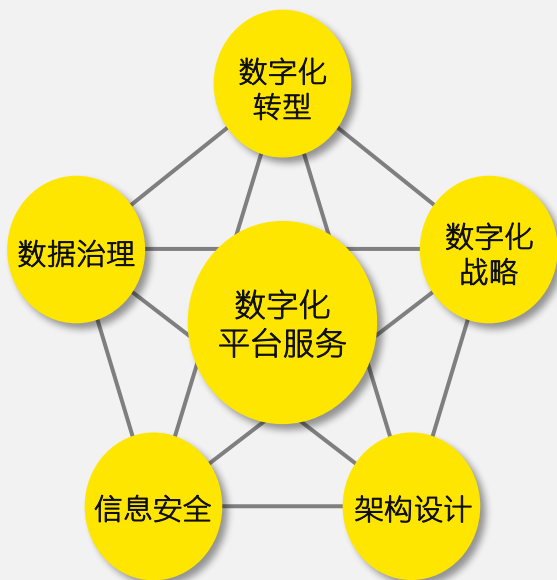 数字化
转型
数据治理
数字化
战略
数字化
平台服务
信息安全
架构设计